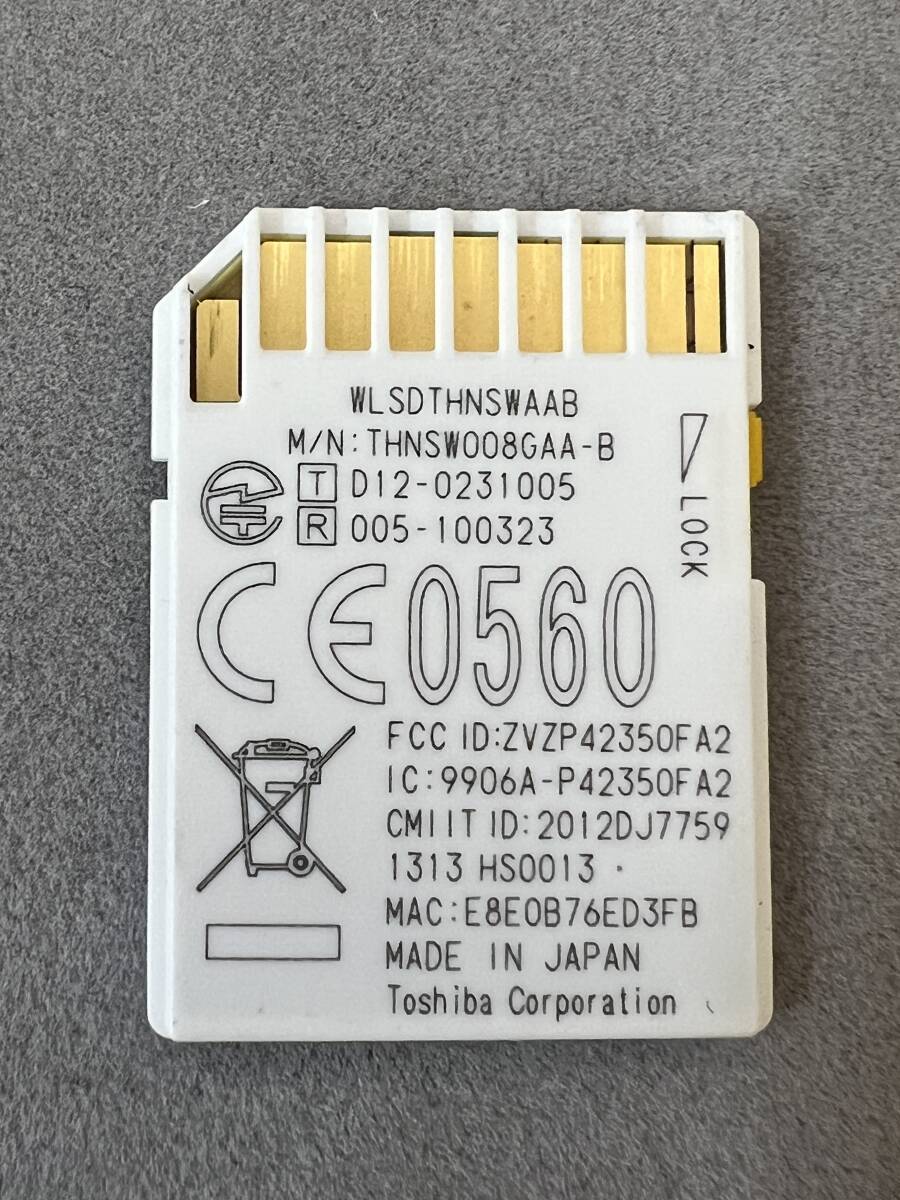 WLSDTHNSWAAB
M/N:THNSW008GAA-B
T D12-0231005
R 005-100323
LOCK
CE0560
FCC ID:ZVZP42350FA2
IC:9906A-P42350FA2
CMIIT ID:2012DJ7759
1313 HS0013
MAC:E8E0B76ED3FB
MADE IN JAPAN
Toshiba Corporation